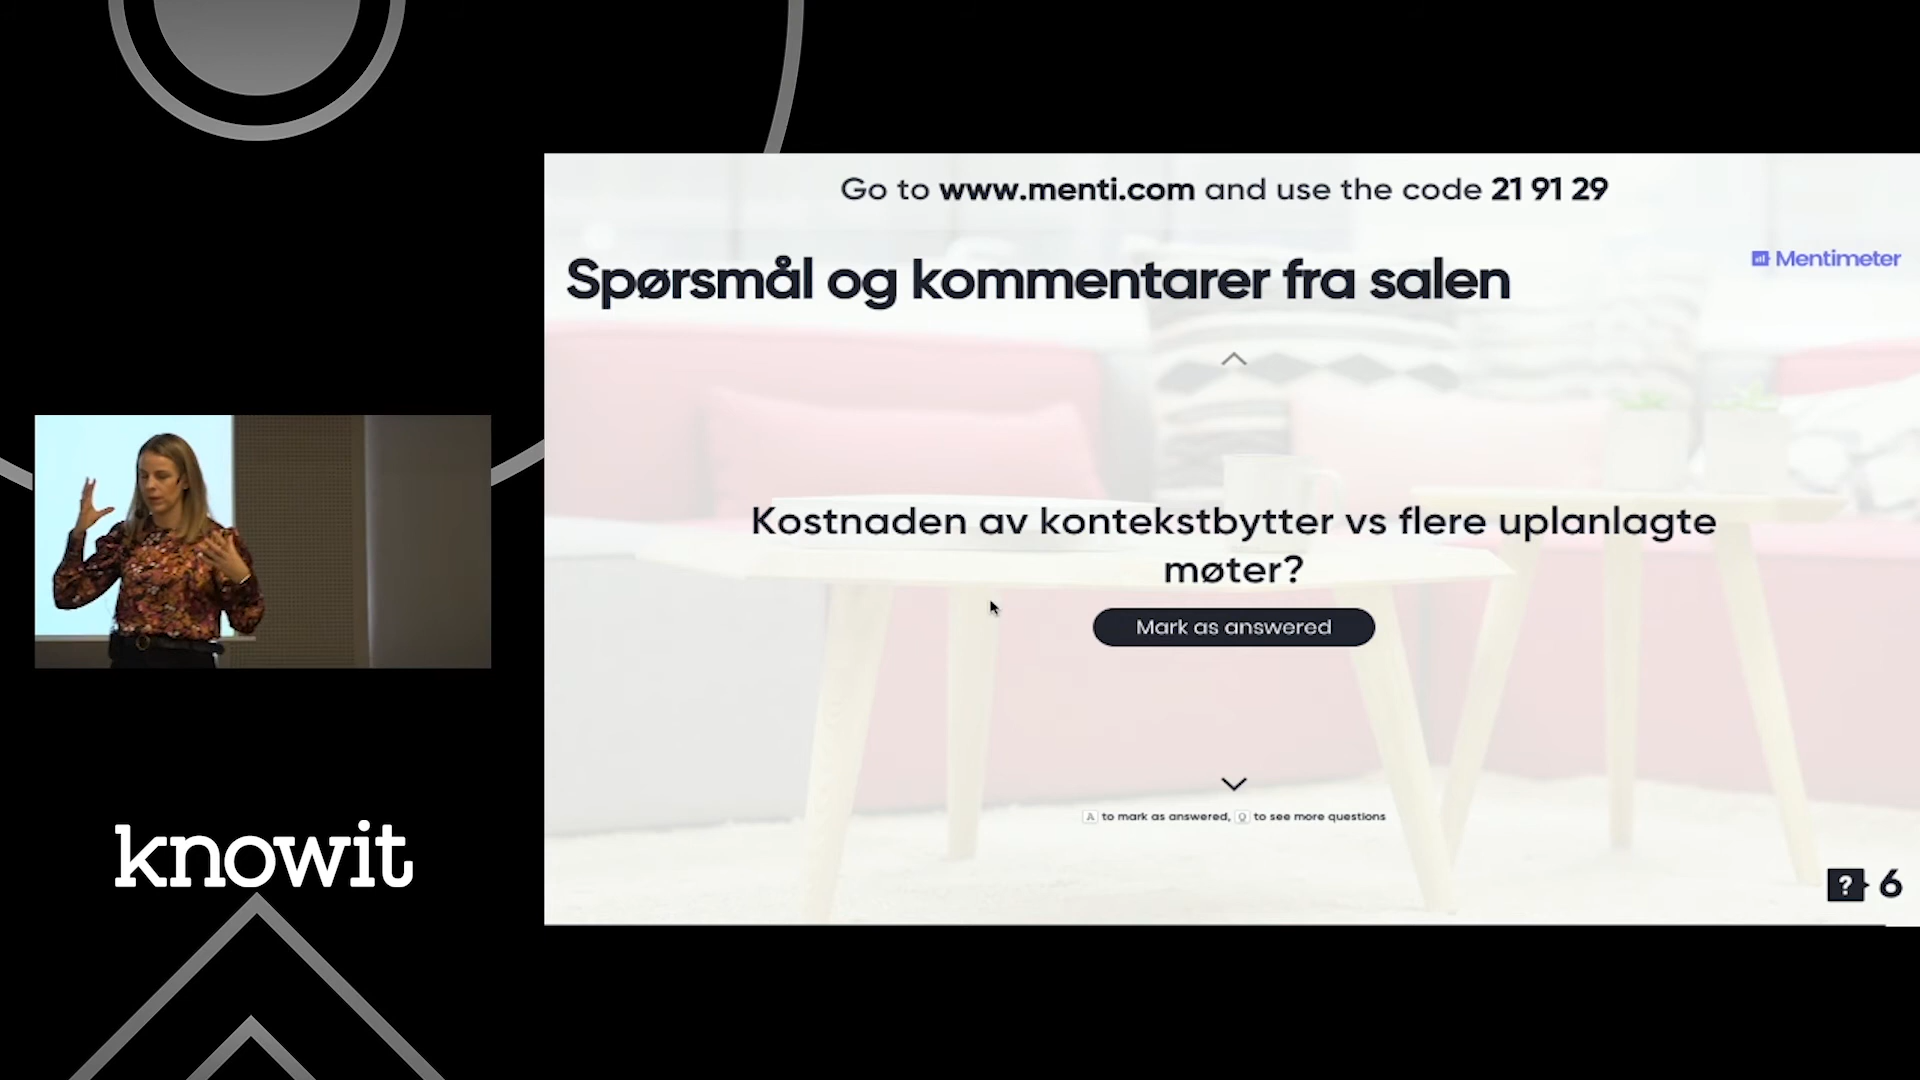 Go to www.menti.com and use the code 21 91 29
Mentimeter
Spørsmål og kommentarer fra salen
Kostnaden av kontekstbytter vs flere uplanlagte
møter?
Mark as answered
A to mark as answered, Q to see more questions
? 6
knowit